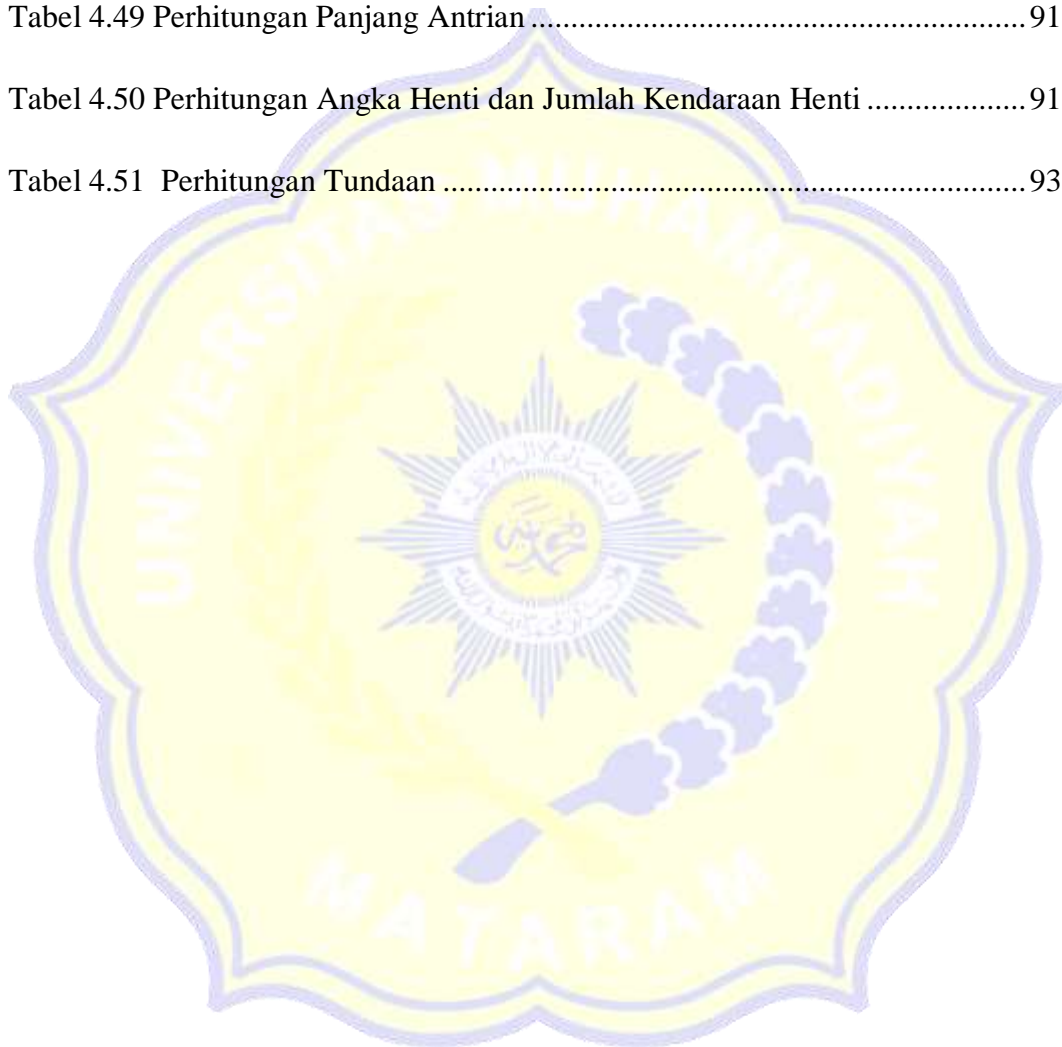 Tabel 4.49 Perhitungan Panjang Antrian ..................................................... 91
Tabel 4.50 Perhitungan Angka Henti dan Jumlah Kendaraan Henti ................. 91
Tabel 4.51 Perhitungan Tundaan .............................................................. 93
UNIVERSITAS MUHAMMADIYAH
MATARAM